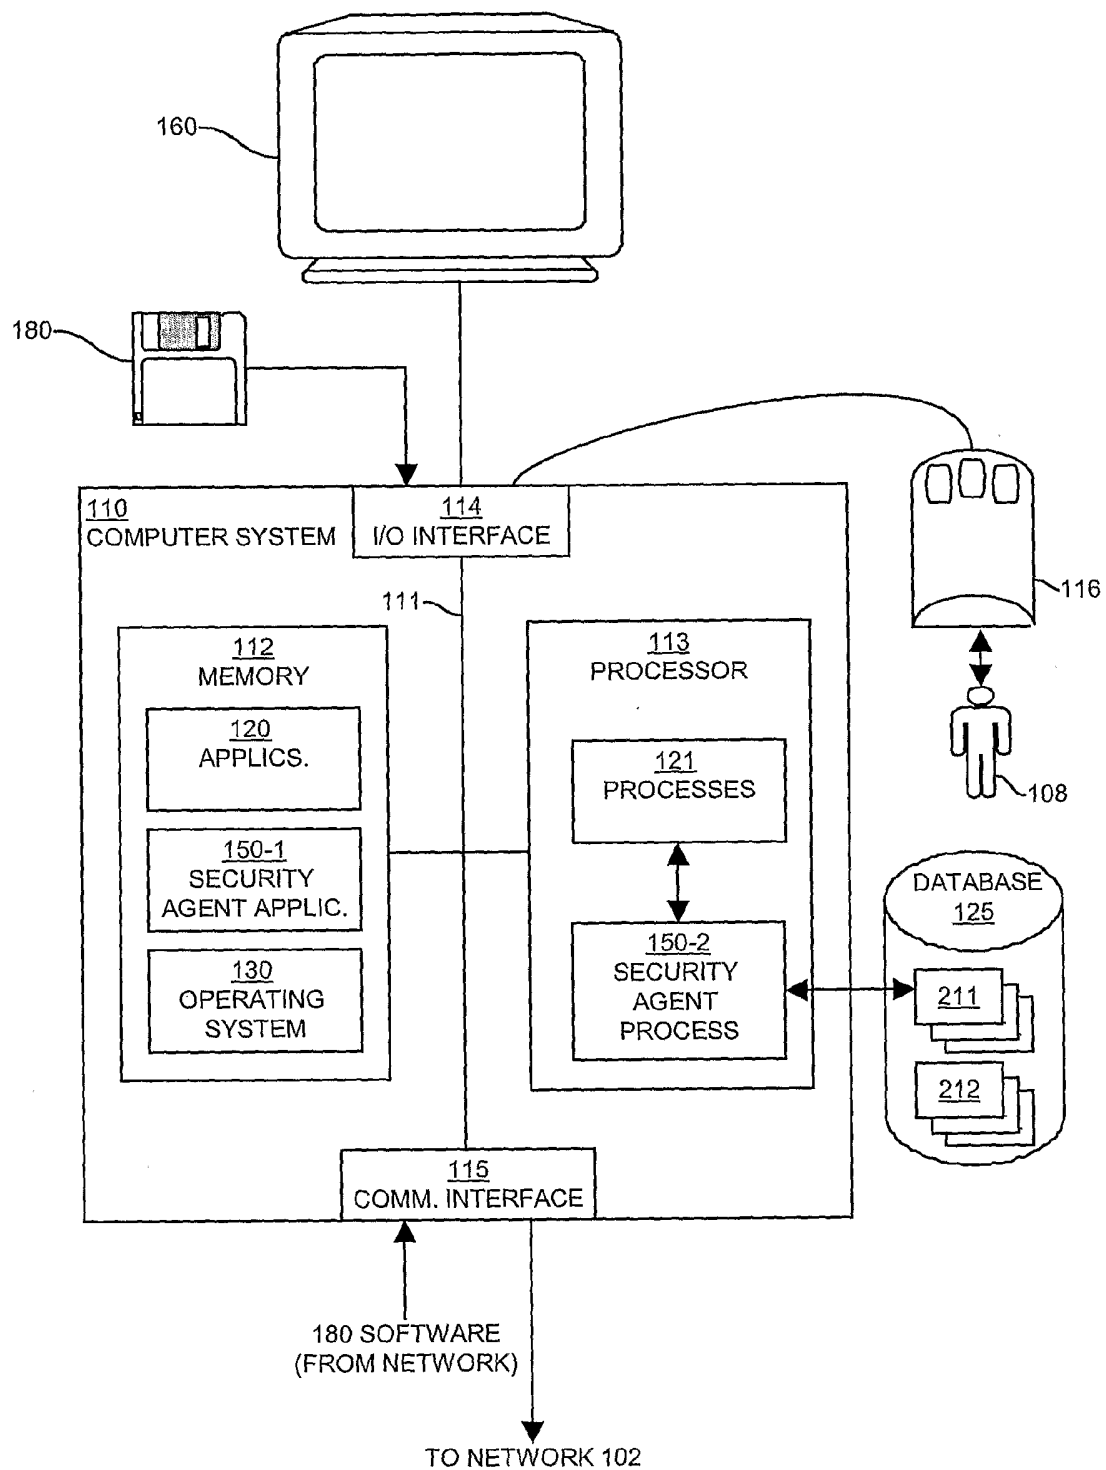 160
180
110
COMPUTER SYSTEM
114
I/O INTERFACE
116
111
112
MEMORY
120
APPLICS.
150-1
SECURITY
AGENT APPLIC.
130
OPERATING
SYSTEM
113
PROCESSOR
121
PROCESSES
150-2
SECURITY
AGENT
PROCESS
108
DATABASE
125
211
212
115
COMM. INTERFACE
180 SOFTWARE
(FROM NETWORK)
TO NETWORK 102